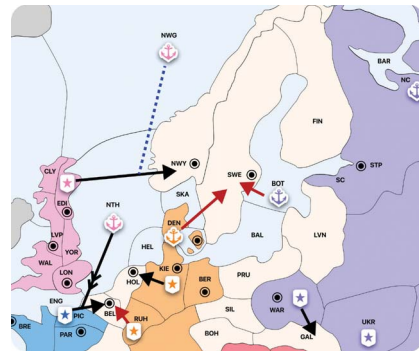 NWG
BAR
NC
FIN
CLY
NWY
SWE
STP
EDI
SKA
BOT
SC
NTH
DEN
LVP
YOR
HEL
BAL
LVN
WAL
KIE
BER
PRU
LON
HOL
ENG
PIC
BEL
RUH
SIL
WAR
BRE
PAR
BOH
GAL
UKR